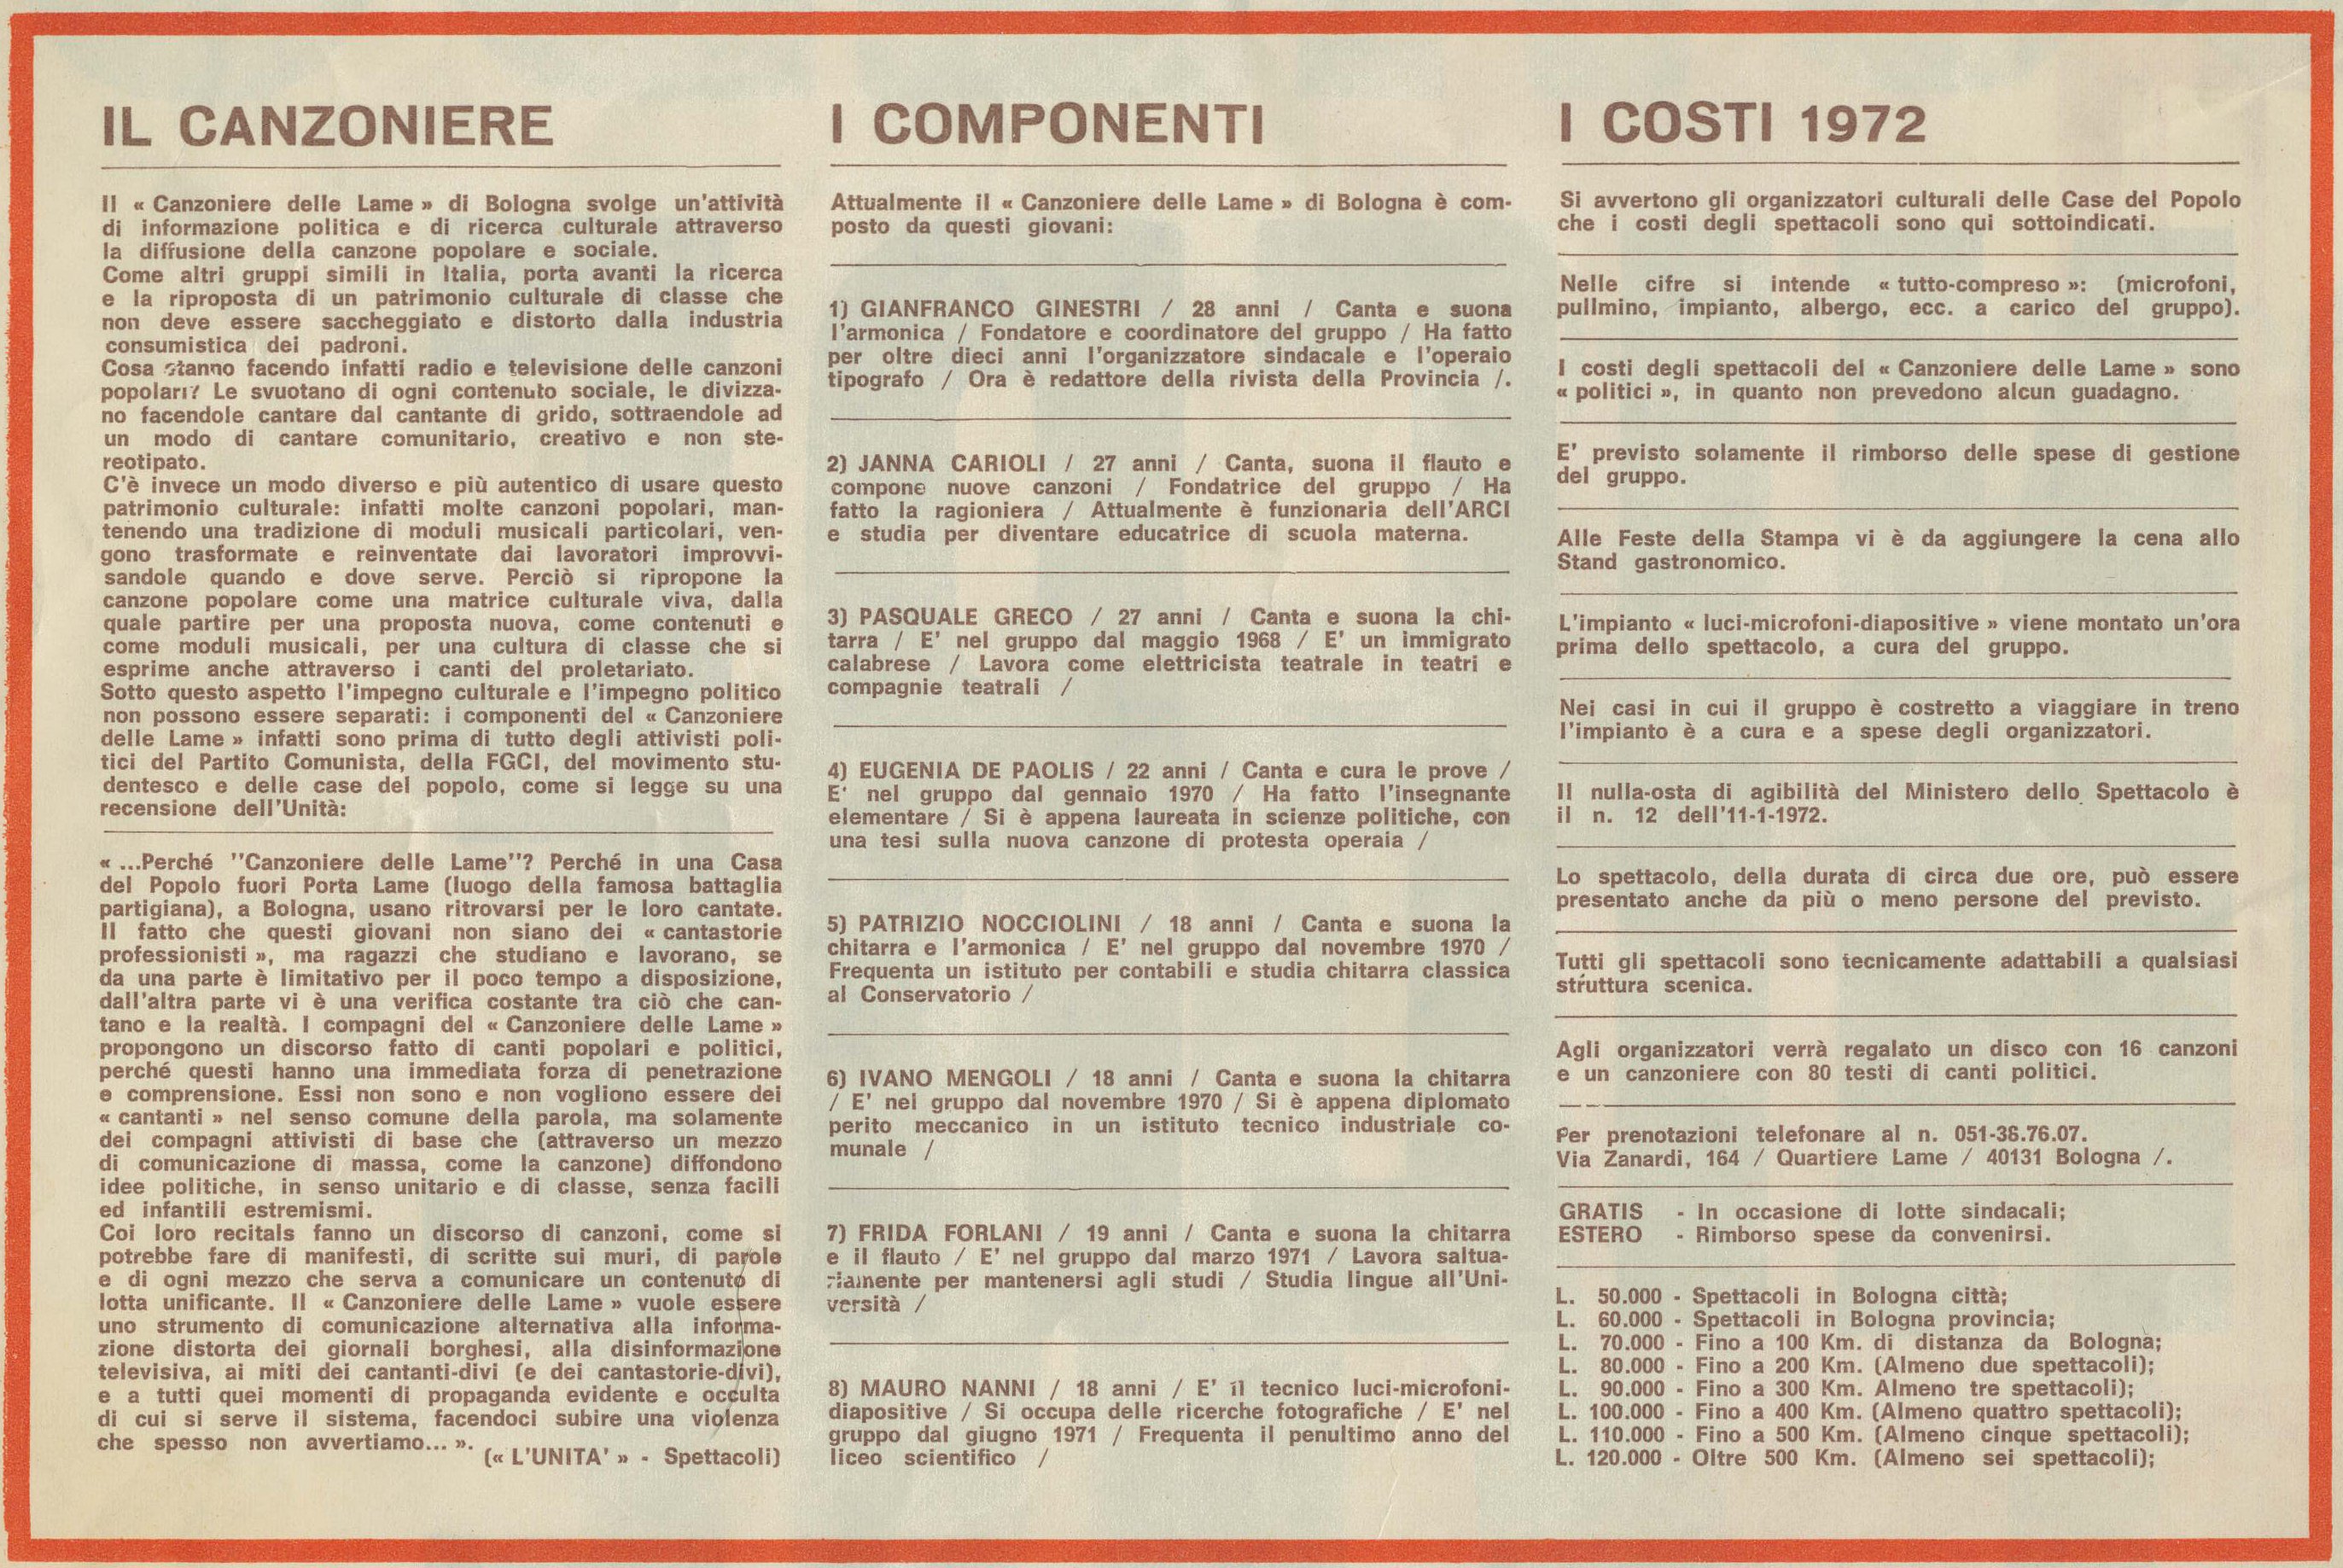 IL CANZONIERE
Il « Canzoniere delle Lame » di Bologna svolge un'attività
di informazione politica e di ricerca culturale attraverso
la diffusione della canzone popolare e sociale.
Come altri gruppi simili in Italia, porta avanti la ricerca
e la riproposta di un patrimonio culturale di classe che
non deve essere saccheggiato e distorto dalla industria
consumistica dei padroni.
Cosa stanno facendo infatti radio e televisione delle canzoni
popolari? Le svuotano di ogni contenuto sociale, le divizza-
no facendole cantare dal cantante di grido, sottraendole ad
un modo di cantare comunitario, creativo e non ste-
reotipato.
C'è invece un modo diverso e più autentico di usare questo
patrimonio culturale: infatti molte canzoni popolari, man-
tenendo una tradizione di moduli musicali particolari, ven-
gono trasformate e reinventate dai lavoratori improvvi-
sandole quando e dove serve. Perciò si ripropone la
canzone popolare come una matrice culturale viva, dalla
quale partire per una proposta nuova, come contenuti e
come moduli musicali, per una cultura di classe che si
esprime anche attraverso i canti del proletariato.
Sotto questo aspetto l'impegno culturale e l'impegno politico
non possono essere separati: i componenti del « Canzoniere
delle Lame » infatti sono prima di tutto degli attivisti poli-
tici del Partito Comunista, della FGCI, del movimento stu-
dentesco e delle case del popolo, come si legge su una
recensione dell'Unità:
« ...Perché ''Canzoniere delle Lame''? Perché in una Casa
del Popolo fuori Porta Lame (luogo della famosa battaglia
partigiana), a Bologna, usano ritrovarsi per le loro cantate.
Il fatto che questi giovani non siano dei « cantastorie
professionisti », ma ragazzi che studiano e lavorano, se
da una parte è limitativo per il poco tempo a disposizione,
dall'altra parte vi è una verifica costante tra ciò che can-
tano e la realtà. I compagni del « Canzoniere delle Lame »
propongono un discorso fatto di canti popolari e politici,
perché questi hanno una immediata forza di penetrazione
e comprensione. Essi non sono e non vogliono essere dei
« cantanti » nel senso comune della parola, ma solamente
dei compagni attivisti di base che (attraverso un mezzo
di comunicazione di massa, come la canzone) diffondono
idee politiche, in senso unitario e di classe, senza facili
ed infantili estremismi.
Coi loro recitals fanno un discorso di canzoni, come si
potrebbe fare di manifesti, di scritte sui muri, di parole
e di ogni mezzo che serva a comunicare un contenuto di
lotta unificante. Il « Canzoniere delle Lame » vuole essere
uno strumento di comunicazione alternativa alla informa-
zione distorta dei giornali borghesi, alla disinformazione
televisiva, ai miti dei cantanti-divi (e dei cantastorie-divi),
e a tutti quei momenti di propaganda evidente e occulta
di cui si serve il sistema, facendoci subire una violenza
che spesso non avvertiamo... ».
(« L'UNITA' » - Spettacoli)
I COMPONENTI
Attualmente il « Canzoniere delle Lame » di Bologna è com-
posto da questi giovani:
1) GIANFRANCO GINESTRI / 28 anni / Canta e suona
l'armonica / Fondatore e coordinatore del gruppo / Ha fatto
per oltre dieci anni l'organizzatore sindacale e l'operaio
tipografo / Ora è redattore della rivista della Provincia /.
2) JANNA CARIOLI / 27 anni / Canta, suona il flauto e
compone nuove canzoni / Fondatrice del gruppo / Ha
fatto la ragioniera / Attualmente è funzionaria dell'ARCI
e studia per diventare educatrice di scuola materna.
3) PASQUALE GRECO / 27 anni / Canta e suona la chi-
tarra / E' nel gruppo dal maggio 1968 / E' un immigrato
calabrese / Lavora come elettricista teatrale in teatri e
compagnie teatrali /
4) EUGENIA DE PAOLIS / 22 anni / Canta e cura le prove /
E' nel gruppo dal gennaio 1970 / Ha fatto l'insegnante
elementare / Si è appena laureata in scienze politiche, con
una tesi sulla nuova canzone di protesta operaia /
5) PATRIZIO NOCCIOLINI / 18 anni / Canta e suona la
chitarra e l'armonica / E' nel gruppo dal novembre 1970 /
Frequenta un istituto per contabili e studia chitarra classica
al Conservatorio /
6) IVANO MENGOLI / 18 anni / Canta e suona la chitarra
/ E' nel gruppo dal novembre 1970 / Si è appena diplomato
perito meccanico in un istituto tecnico industriale co-
munale /
7) FRIDA FORLANI / 19 anni / Canta e suona la chitarra
e il flauto / E' nel gruppo dal marzo 1971 / Lavora saltua-
riamente per mantenersi agli studi / Studia lingue all'Uni-
versità /
8) MAURO NANNI / 18 anni / E' il tecnico luci-microfoni-
diapositive / Si occupa delle ricerche fotografiche / E' nel
gruppo dal giugno 1971 / Frequenta il penultimo anno del
liceo scientifico /
I COSTI 1972
Si avvertono gli organizzatori culturali delle Case del Popolo
che i costi degli spettacoli sono qui sottoindicati.
Nelle cifre si intende « tutto-compreso »: (microfoni,
pullmino, impianto, albergo, ecc. a carico del gruppo).
I costi degli spettacoli del « Canzoniere delle Lame » sono
« politici », in quanto non prevedono alcun guadagno.
E' previsto solamente il rimborso delle spese di gestione
del gruppo.
Alle Feste della Stampa vi è da aggiungere la cena allo
Stand gastronomico.
L'impianto « luci-microfoni-diapositive » viene montato un'ora
prima dello spettacolo, a cura del gruppo.
Nei casi in cui il gruppo è costretto a viaggiare in treno
l'impianto è a cura e a spese degli organizzatori.
Il nulla-osta di agibilità del Ministero dello Spettacolo è
il n. 12 dell'11-1-1972.
Lo spettacolo, della durata di circa due ore, può essere
presentato anche da più o meno persone del previsto.
Tutti gli spettacoli sono tecnicamente adattabili a qualsiasi
struttura scenica.
Agli organizzatori verrà regalato un disco con 16 canzoni
e un canzoniere con 80 testi di canti politici.
Per prenotazioni telefonare al n. 051-36.76.07.
Via Zanardi, 164 / Quartiere Lame / 40131 Bologna /.
GRATIS - In occasione di lotte sindacali;
ESTERO - Rimborso spese da convenirsi.
L. 50.000 - Spettacoli in Bologna città;
L. 60.000 - Spettacoli in Bologna provincia;
L. 70.000 - Fino a 100 Km. di distanza da Bologna;
L. 80.000 - Fino a 200 Km. (Almeno due spettacoli);
L. 90.000 - Fino a 300 Km. Almeno tre spettacoli);
L. 100.000 - Fino a 400 Km. (Almeno quattro spettacoli);
L. 110.000 - Fino a 500 Km. (Almeno cinque spettacoli);
L. 120.000 - Oltre 500 Km. (Almeno sei spettacoli);